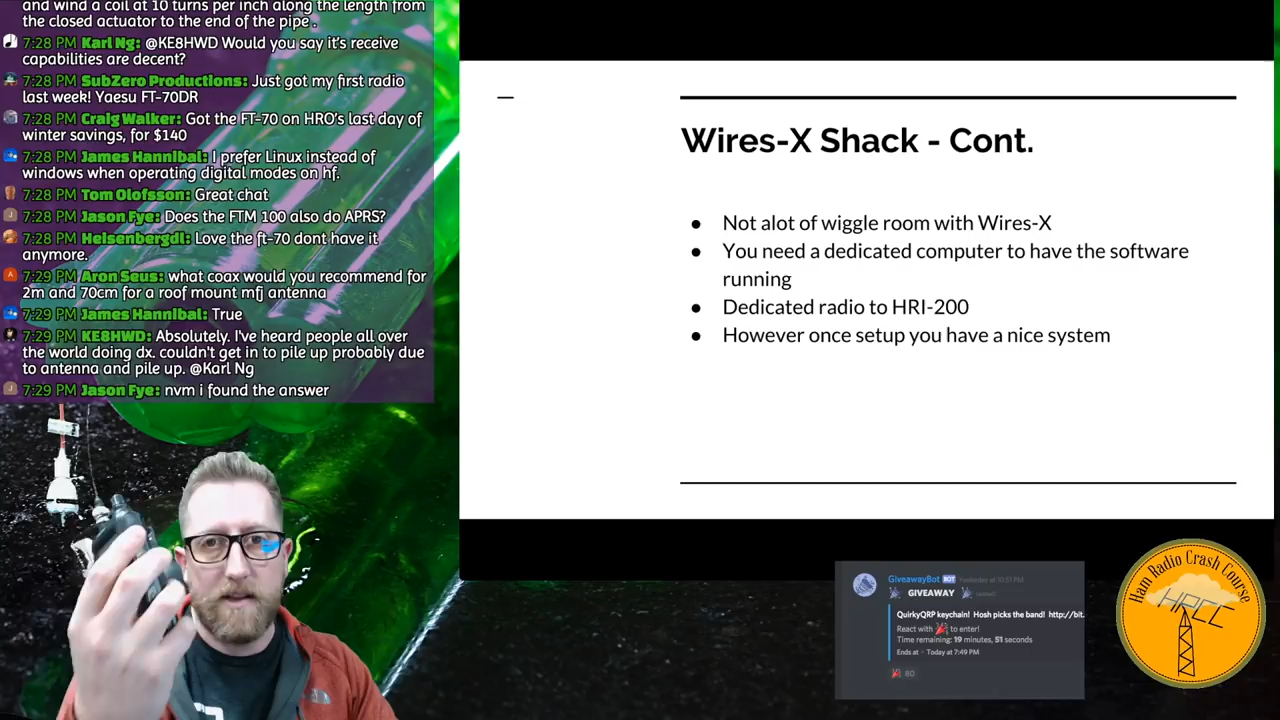 and wind a coil at 10 turns per inch along the length from
the closed actuator to the end of the pipe .
7:28 PM Karl Ng: @KE8HWD Would you say it's receive
capabilities are decent?
7:28 PM SubZero Productions: Just got my first radio
last week! Yaesu FT-70DR
7:28 PM Craig Walker: Got the FT-70 on HRO's last day of
winter savings, for $140
7:28 PM James Hannibal: I prefer Linux instead of
windows when operating digital modes on hf.
7:28 PM Tom Olofsson: Great chat
7:28 PM Jason Fye: Does the FTM 100 also do APRS?
7:28 PM Heisenbergdl: Love the ft-70 dont have it
anymore.
7:29 PM Aron Seus: what coax would you recommend for
2m and 70cm for a roof mount mfj antenna
7:29 PM James Hannibal: True
7:29 PM KE8HWD: Absolutely. I've heard people all over
the world doing dx. couldn't get in to pile up probably due
to antenna and pile up. @Karl Ng
7:29 PM Jason Fye: nvm i found the answer
Wires-X Shack - Cont.
● Not alot of wiggle room with Wires-X
● You need a dedicated computer to have the software
running
● Dedicated radio to HRI-200
● However once setup you have a nice system
GiveawayBot BOT Yesterday at 10:51 PM
GIVEAWAY
QuirkyQRP keychain! Hosh picks the band! http://bit.
React with to enter!
Time remaining: 19 minutes, 51 seconds
Ends at • Today at 7:49 PM
80
Ham Radio Crash Course
HRCC